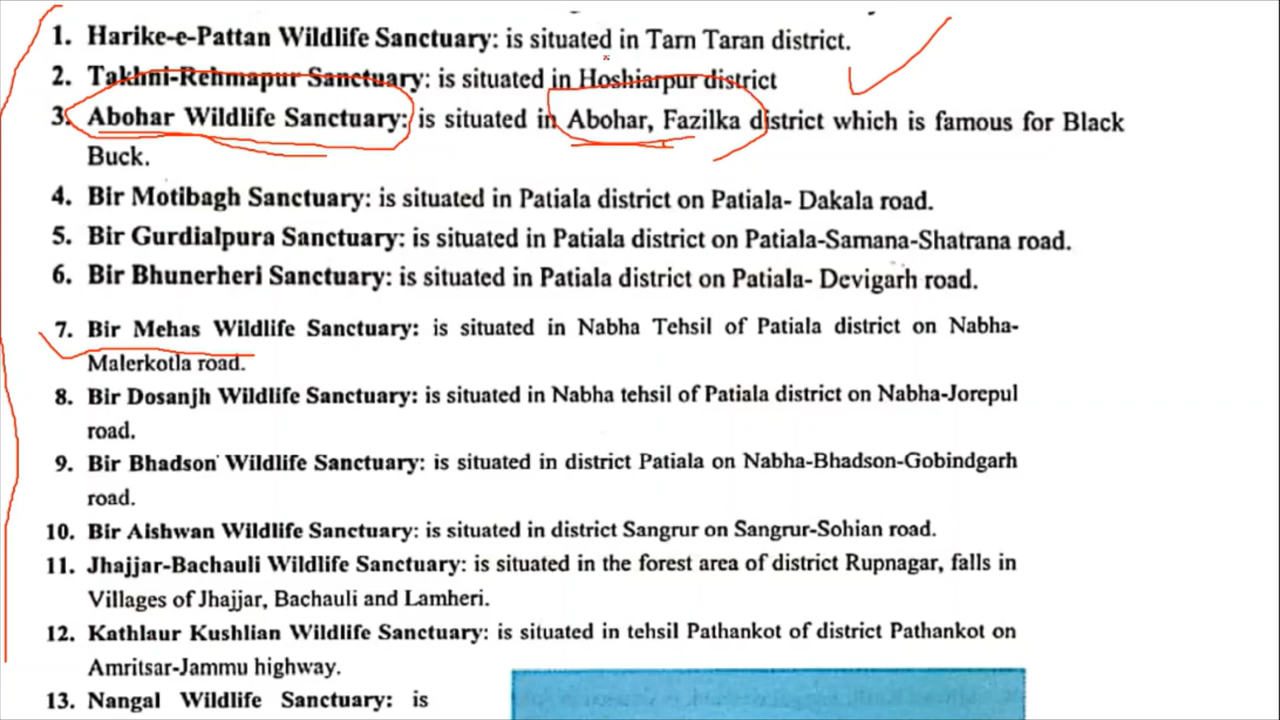 1. Harike-e-Pattan Wildlife Sanctuary: is situated in Tarn Taran district.
2. Takhni-Rehmapur Sanctuary: is situated in Hoshiarpur district
3. Abohar Wildlife Sanctuary: is situated in Abohar, Fazilka district which is famous for Black
Buck.
4. Bir Motibagh Sanctuary: is situated in Patiala district on Patiala- Dakala road.
5. Bir Gurdialpura Sanctuary: is situated in Patiala district on Patiala-Samana-Shatrana road.
6. Bir Bhunerheri Sanctuary: is situated in Patiala district on Patiala- Devigarh road.
7. Bir Mehas Wildlife Sanctuary: is situated in Nabha Tehsil of Patiala district on Nabha-
Malerkotla road.
8. Bir Dosanjh Wildlife Sanctuary: is situated in Nabha tehsil of Patiala district on Nabha-Jorepul
road.
9. Bir Bhadson Wildlife Sanctuary: is situated in district Patiala on Nabha-Bhadson-Gobindgarh
road.
10. Bir Aishwan Wildlife Sanctuary: is situated in district Sangrur on Sangrur-Sohian road.
11. Jhajjar-Bachauli Wildlife Sanctuary: is situated in the forest area of district Rupnagar, falls in
Villages of Jhajjar, Bachauli and Lamheri.
12. Kathlaur Kushlian Wildlife Sanctuary: is situated in tehsil Pathankot of district Pathankot on
Amritsar-Jammu highway.
13. Nangal Wildlife Sanctuary: is